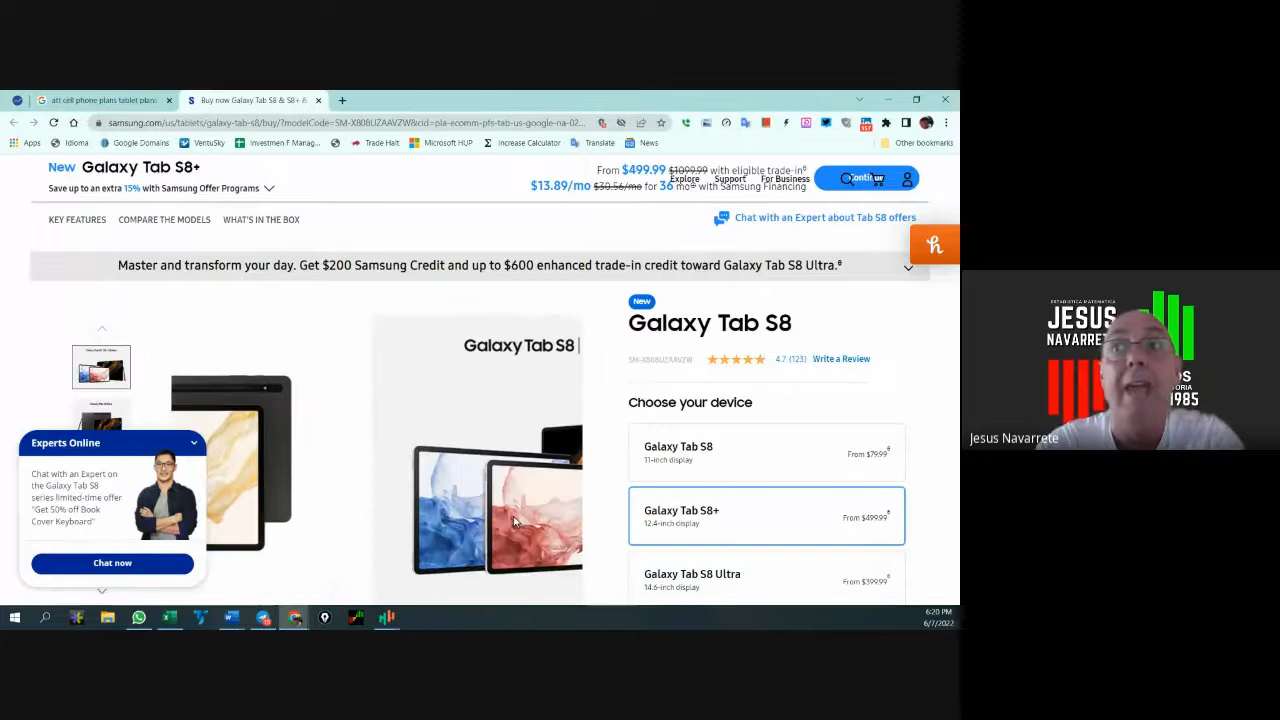 att cell phone plans tablet plans
Buy now Galaxy Tab S8 & S8+ &
samsung.com/us/tablets/galaxy-tab-s8/buy/?modelCode=SM-X808UZAAVZW&cid=pla-ecomm-pfs-tab-us-google-na-02...
Apps
Idioma
Google Domains
VentuSky
Investmen F Manag...
Trade Halt
Microsoft HUP
Increase Calculator
Translate
News
Other bookmarks
New Galaxy Tab S8+
Save up to an extra 15% with Samsung Offer Programs
From $499.99 $1099.99 with eligible trade-in
$13.89/mo $30.56/mo for 36 mo with Samsung Financing
Explore
Support
For Business
Continue
KEY FEATURES
COMPARE THE MODELS
WHAT'S IN THE BOX
Chat with an Expert about Tab S8 offers
Master and transform your day. Get $200 Samsung Credit and up to $600 enhanced trade-in credit toward Galaxy Tab S8 Ultra.
Galaxy Tab S8
New
Galaxy Tab S8
SM-X808UZAAVZW
4.7 (123)
Write a Review
Choose your device
Galaxy Tab S8
11-inch display
From $79.99
Galaxy Tab S8+
12.4-inch display
From $499.99
Galaxy Tab S8 Ultra
14.6-inch display
From $399.99
Experts Online
Chat with an Expert on
the Galaxy Tab S8
series limited-time offer
"Get 50% off Book
Cover Keyboard"
Chat now
6:20 PM
6/7/2022
ESTADISTICA MATEMATICA
JESUS
NAVARRET
1985
Jesus Navarrete